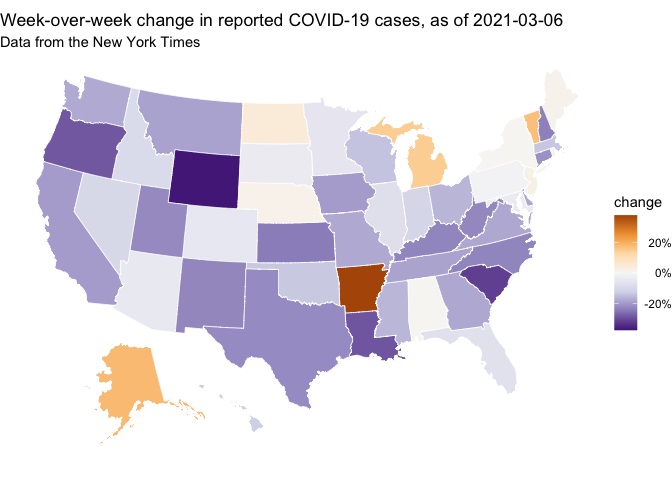 Week-over-week change in reported COVID-19 cases, as of 2021-03-06
Data from the New York Times
change
20%
0%
-20%